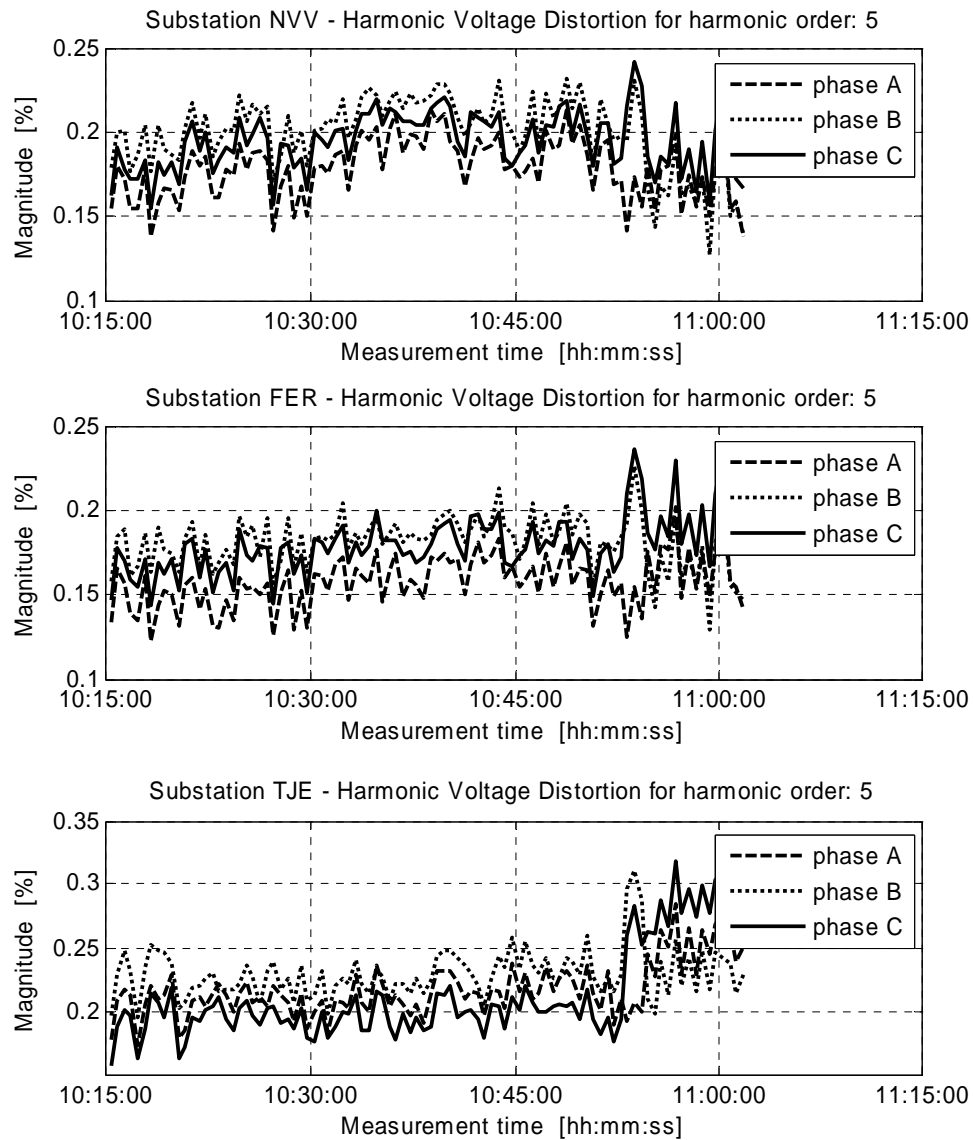 Substation NVV - Harmonic Voltage Distortion for harmonic order: 5
Magnitude [%]
0.25
0.2
0.15
0.1
phase A
phase B
phase C
10:15:00 10:30:00 10:45:00 11:00:00 11:15:00
Measurement time [hh:mm:ss]
Substation FER - Harmonic Voltage Distortion for harmonic order: 5
Magnitude [%]
0.25
0.2
0.15
0.1
phase A
phase B
phase C
10:15:00 10:30:00 10:45:00 11:00:00 11:15:00
Measurement time [hh:mm:ss]
Substation TJE - Harmonic Voltage Distortion for harmonic order: 5
Magnitude [%]
0.35
0.3
0.25
0.2
phase A
phase B
phase C
10:15:00 10:30:00 10:45:00 11:00:00 11:15:00
Measurement time [hh:mm:ss]